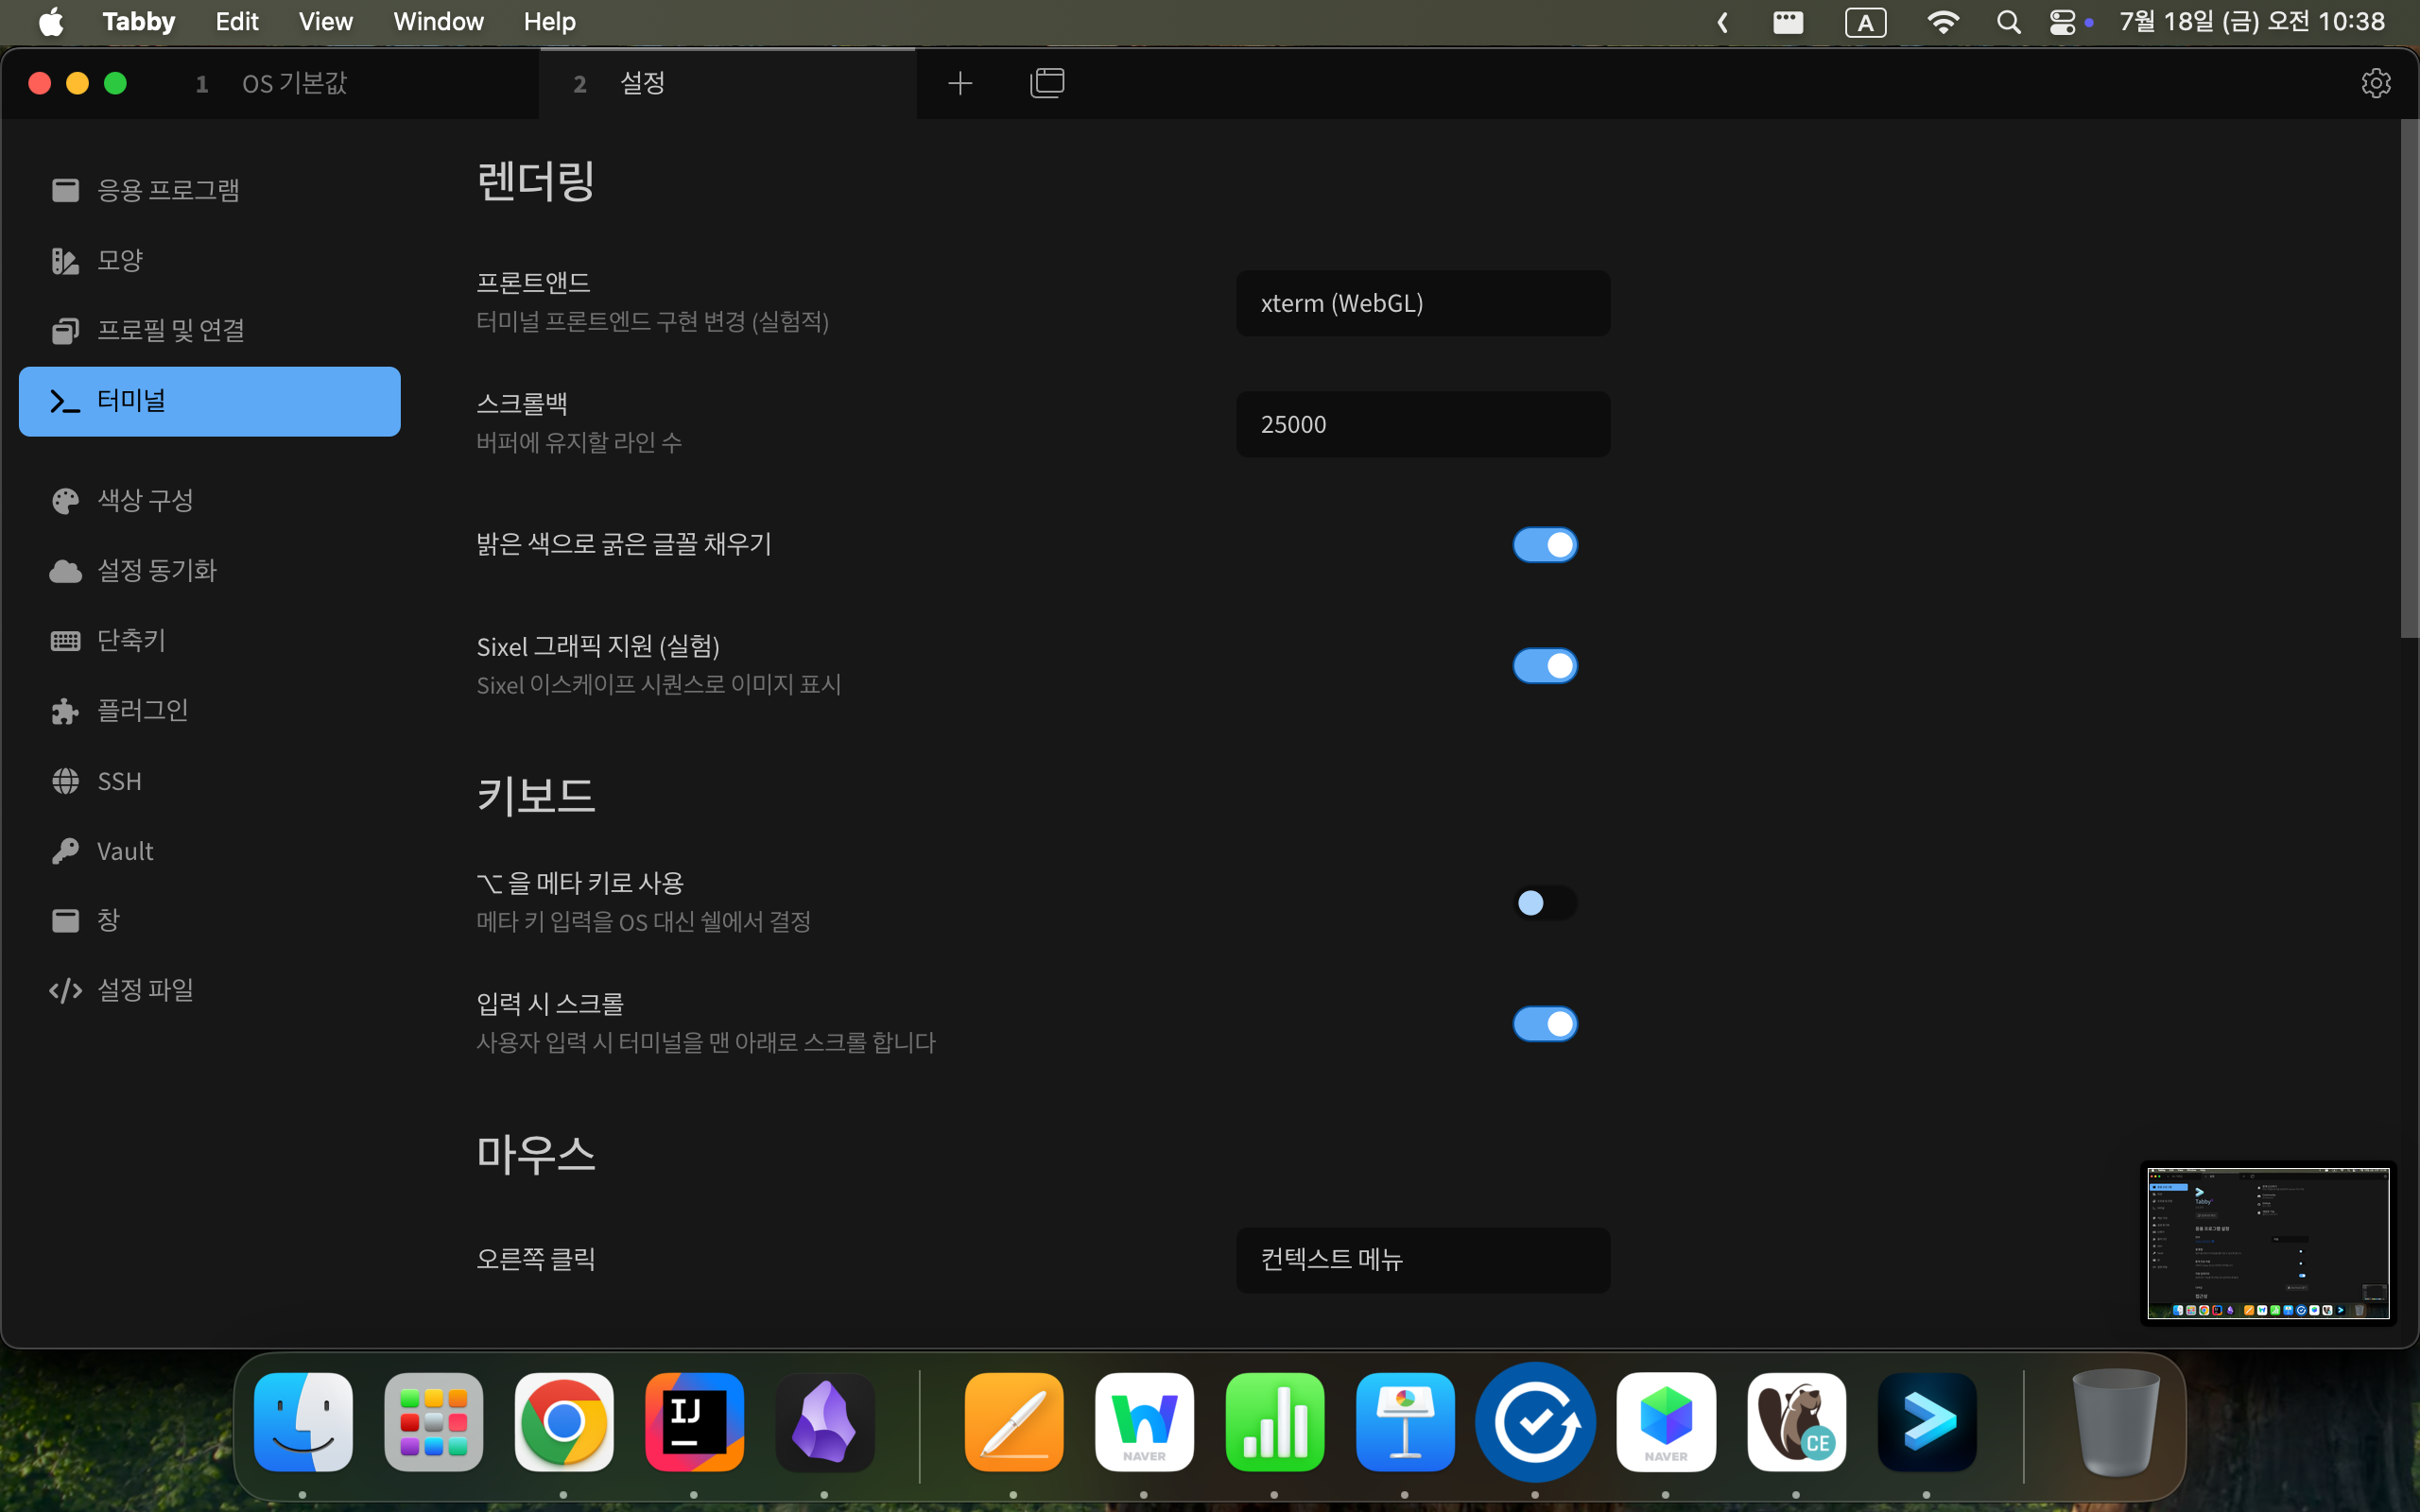 Tabby Edit View Window Help A 7월 18일 (금) 오전 10:38
1 OS 기본값 2 설정
응용 프로그램
모양
프로필 및 연결
터미널
색상 구성
설정 동기화
단축키
플러그인
SSH
Vault
창
설정 파일
렌더링
프론트앤드
터미널 프론트엔드 구현 변경 (실험적)
xterm (WebGL)
스크롤백
버퍼에 유지할 라인 수
25000
밝은 색으로 굵은 글꼴 채우기
Sixel 그래픽 지원 (실험)
Sixel 이스케이프 시퀀스로 이미지 표시
키보드
⌥ 을 메타 키로 사용
메타 키 입력을 OS 대신 쉘에서 결정
입력 시 스크롤
사용자 입력 시 터미널을 맨 아래로 스크롤 합니다
마우스
오른쪽 클릭
컨텍스트 메뉴
Tabby
IJ
NAVER
NAVER
CE